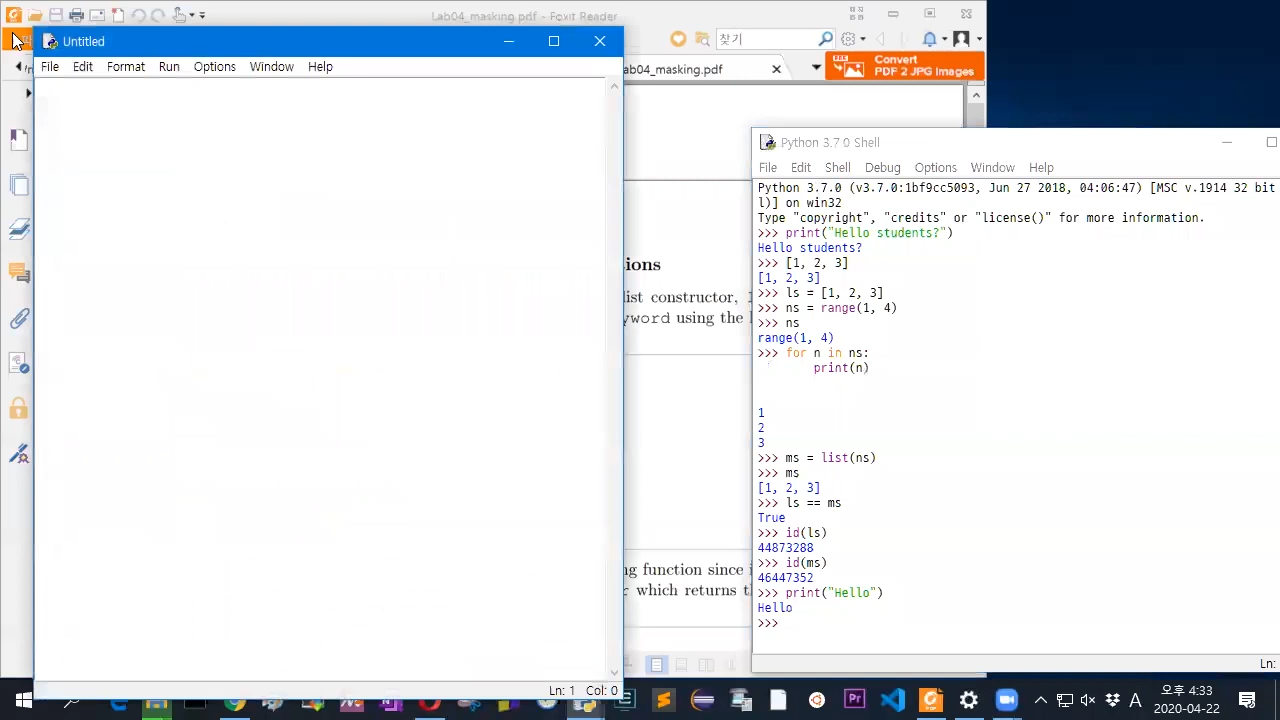 Lab04_masking.pdf - Foxit Reader
Untitled
찾기
File Edit Format Run Options Window Help
ab04_masking.pdf
Convert
PDF 2 JPG Images
Python 3.7.0 Shell
File Edit Shell Debug Options Window Help
Python 3.7.0 (v3.7.0:1bf9cc5093, Jun 27 2018, 04:06:47) [MSC v.1914 32 bit
l)] on win32
Type "copyright", "credits" or "license()" for more information.
>>> print("Hello students?")
Hello students?
>>> [1, 2, 3]
[1, 2, 3]
>>> ls = [1, 2, 3]
>>> ns = range(1, 4)
>>> ns
range(1, 4)
>>> for n in ns:
print(n)
1
2
3
>>> ms = list(ns)
>>> ms
[1, 2, 3]
>>> ls == ms
True
>>> id(ls)
44873288
>>> id(ms)
46447352
>>> print("Hello")
Hello
>>>
ions
list constructor,
yword using the
ng function since
which returns
Ln: 1 Col: 0
Ln:
오후 4:33
2020-04-22